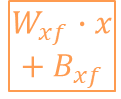 W_{xf} · x
+ B_{xf}